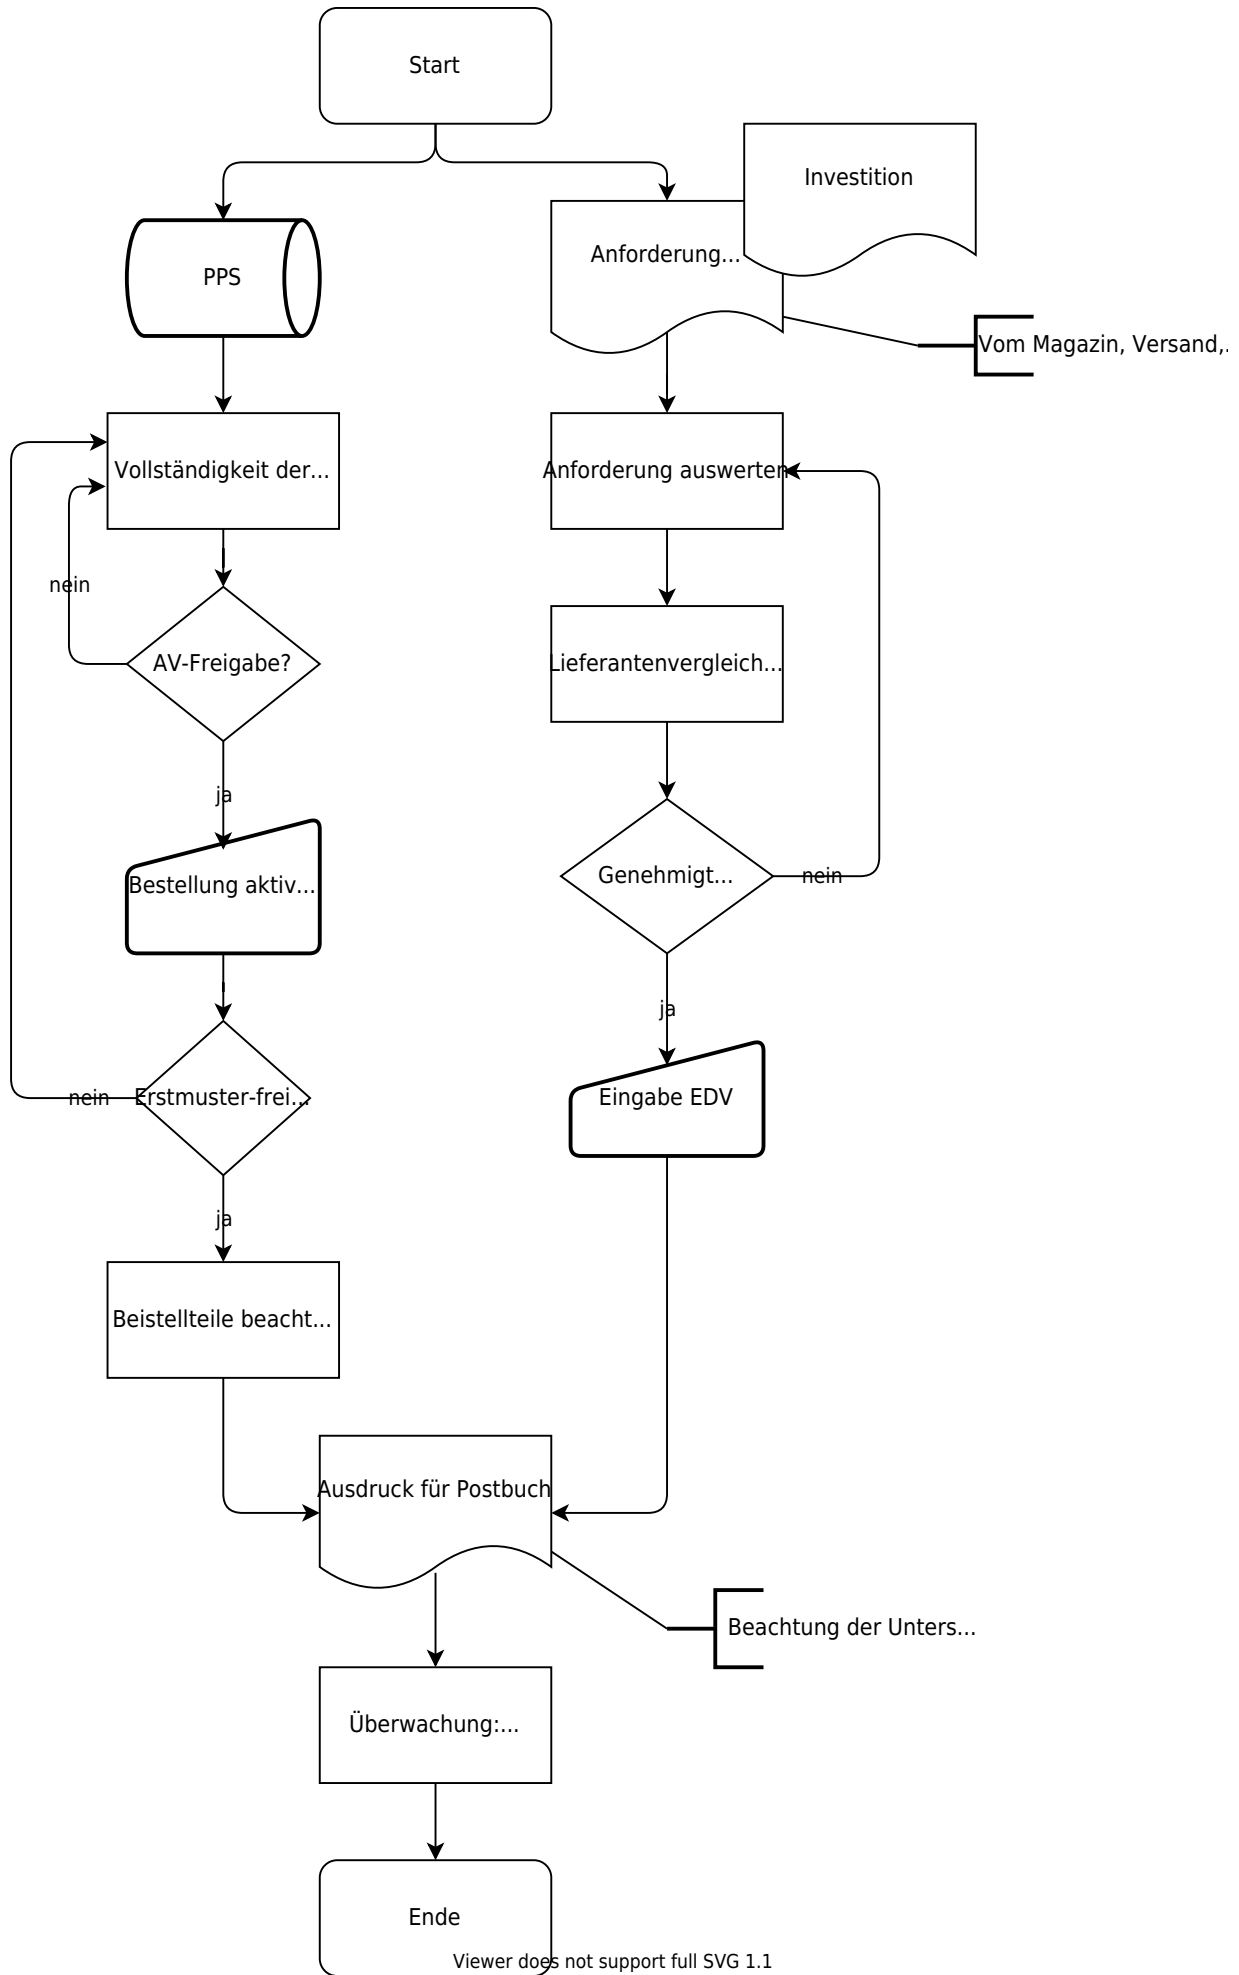 Start
Investition
Anforderung...
PPS
Vom Magazin, Versand,.
Vollständigkeit der...
Anforderung auswerten
nein
AV-Freigabe?
Lieferantenvergleich...
ja
Bestellung aktiv...
Genehmigt...
nein
ja
nein
Erstmuster-frei...
Eingabe EDV
ja
Beistellteile beacht...
Ausdruck für Postbuch
Beachtung der Unters...
Überwachung:...
Ende
Viewer does not support full SVG 1.1